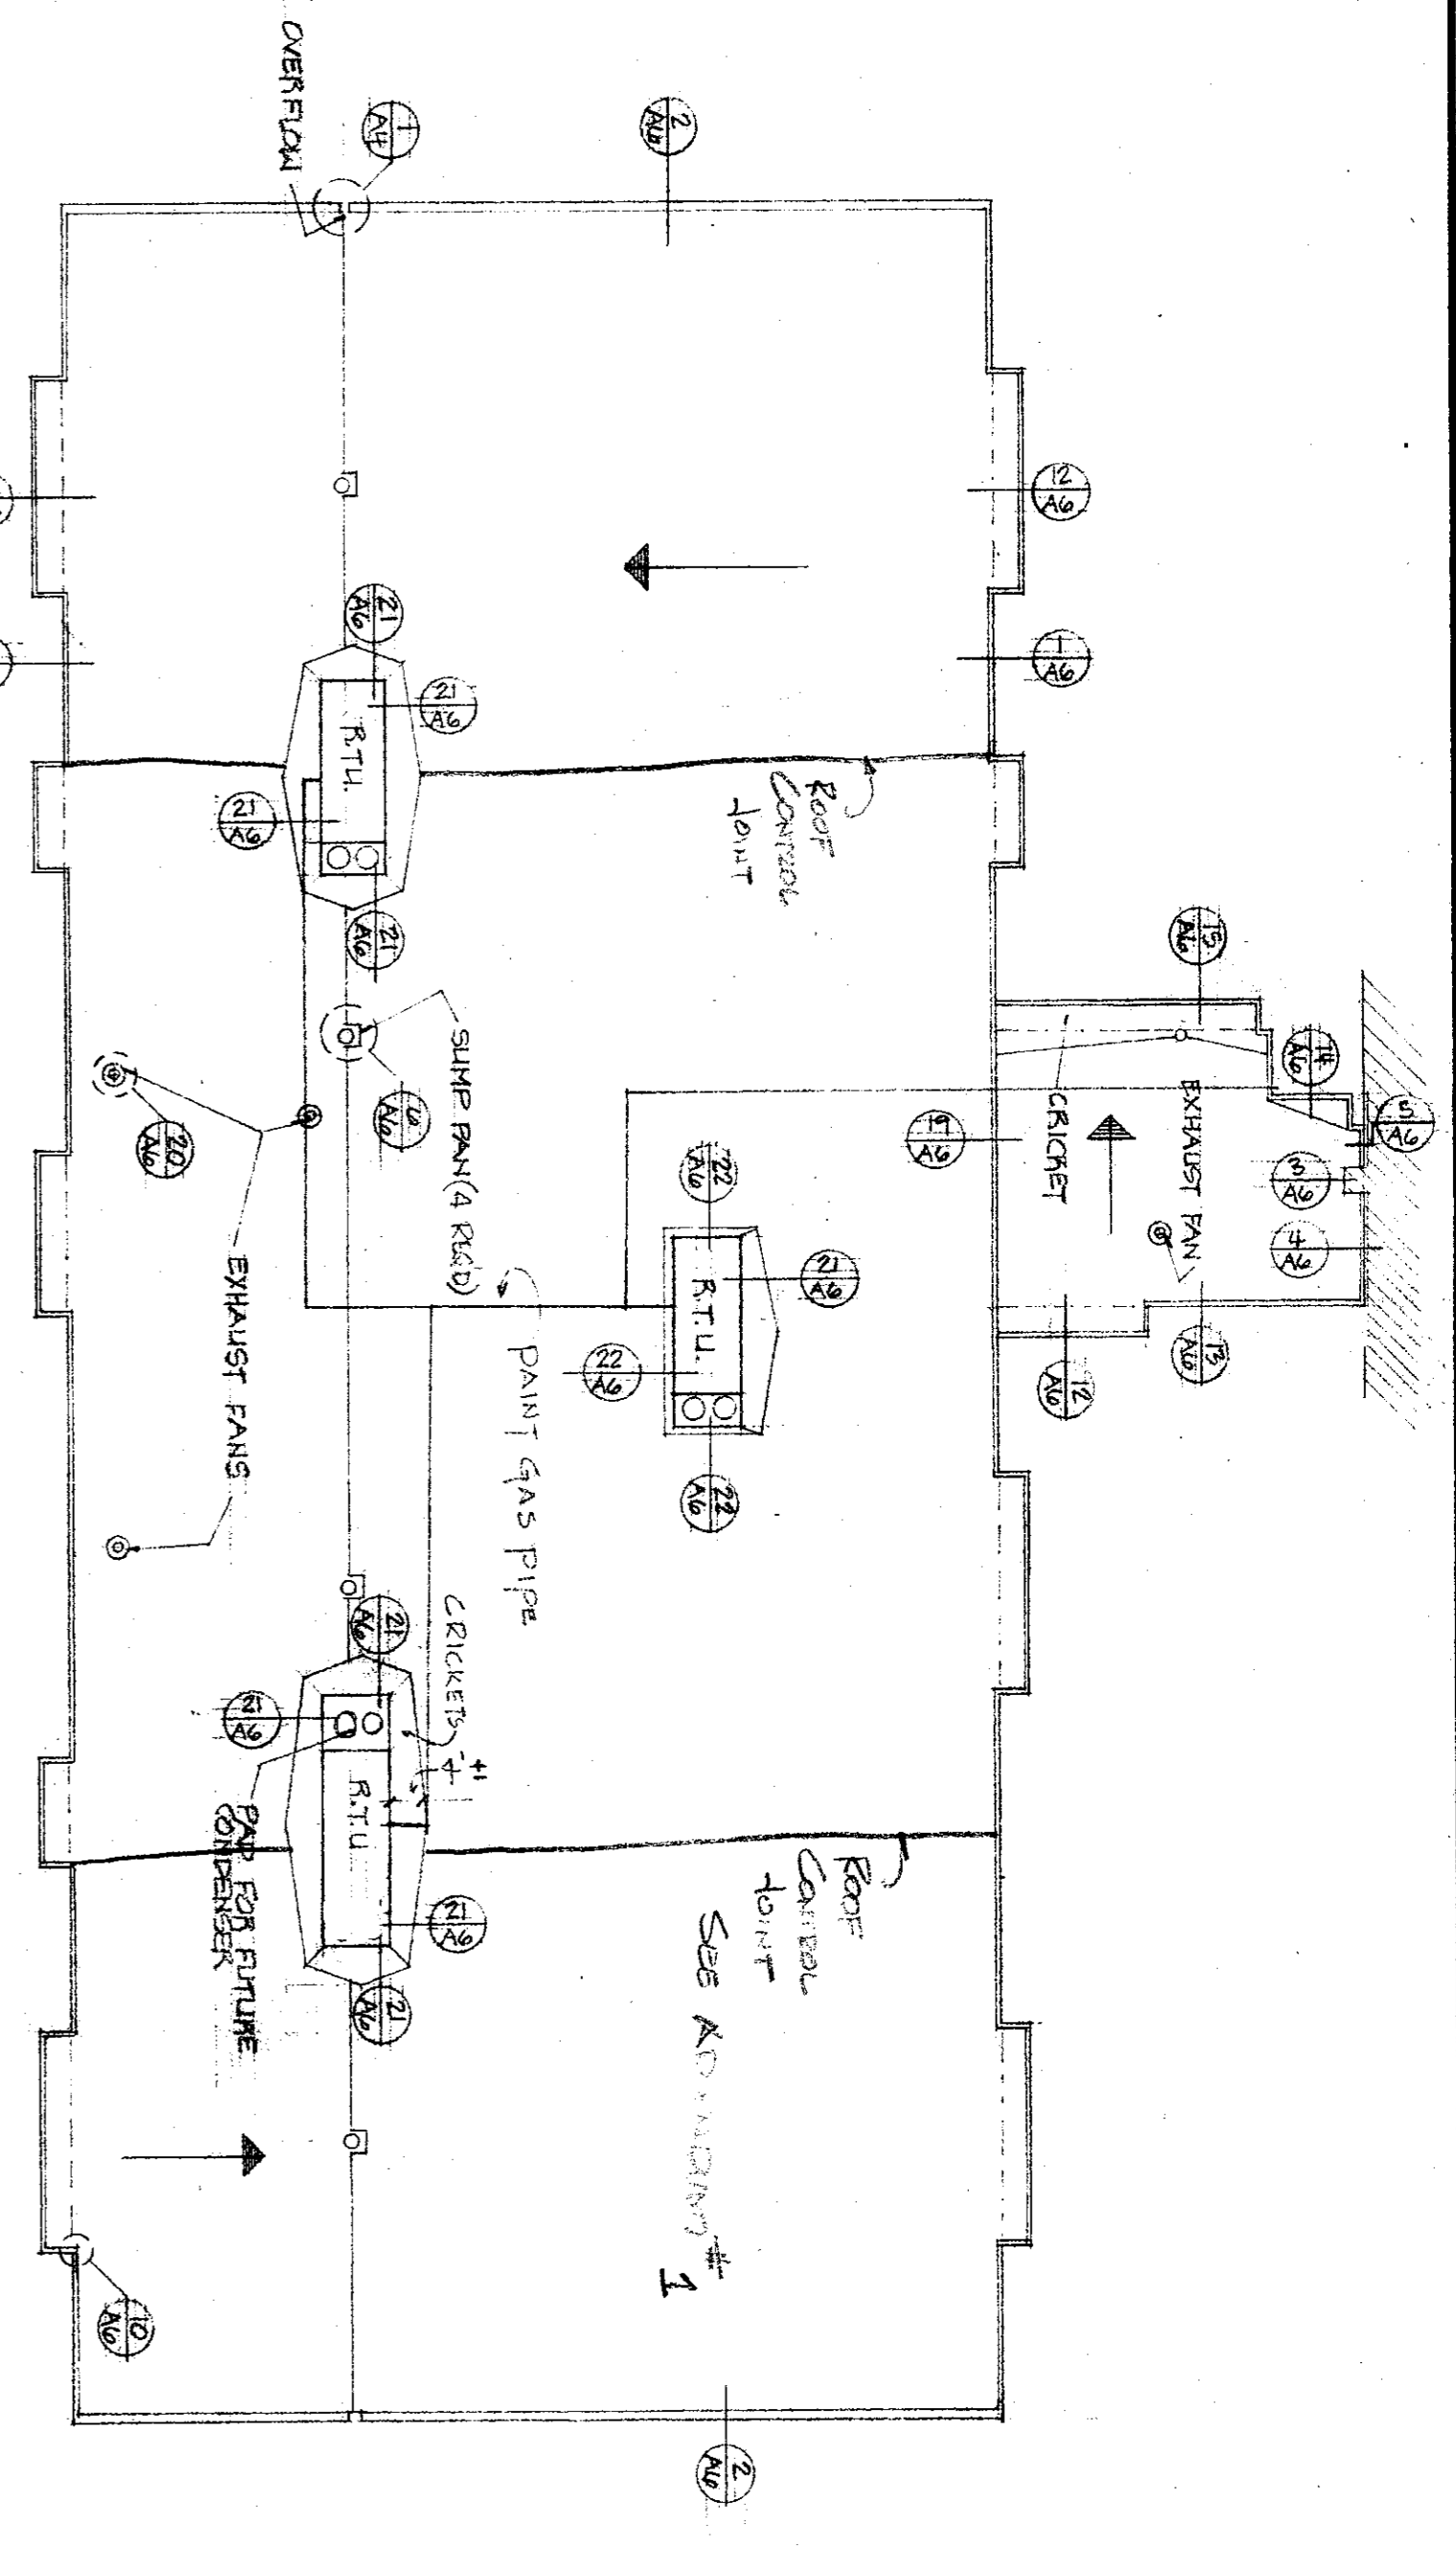 OVERFLOW
1
A4
2
A6
12
A6
1
A6
21
A6
21
A6
R.T.U.
21
A6
21
A6
ROOF
CONTROL
JOINT
15
A6
14
A6
5
A6
3
A6
4
A6
13
A6
12
A6
19
A6
CRICKET
EXHAUST FAN
SUMP PAN (4 REQ'D)
6
A6
20
A6
EXHAUST FANS
22
A6
21
A6
R.T.U.
22
A6
22
A6
PAINT GAS PIPE
CRICKETS
21
A6
21
A6
R.T.U
21
A6
21
A6
PAD FOR FUTURE
CONDENSER
ROOF
CONTROL
JOINT
SEE
#
1
10
A6
2
A6